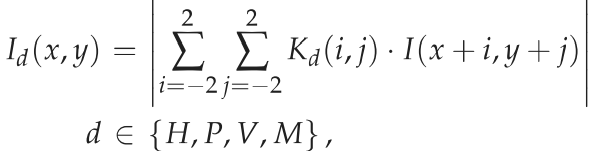 I_d(x, y) = |∑_{i=−2}^{2} ∑_{j=−2}^{2} K_d(i, j) · I(x + i, y + j)|
d ∈ {H, P, V, M},